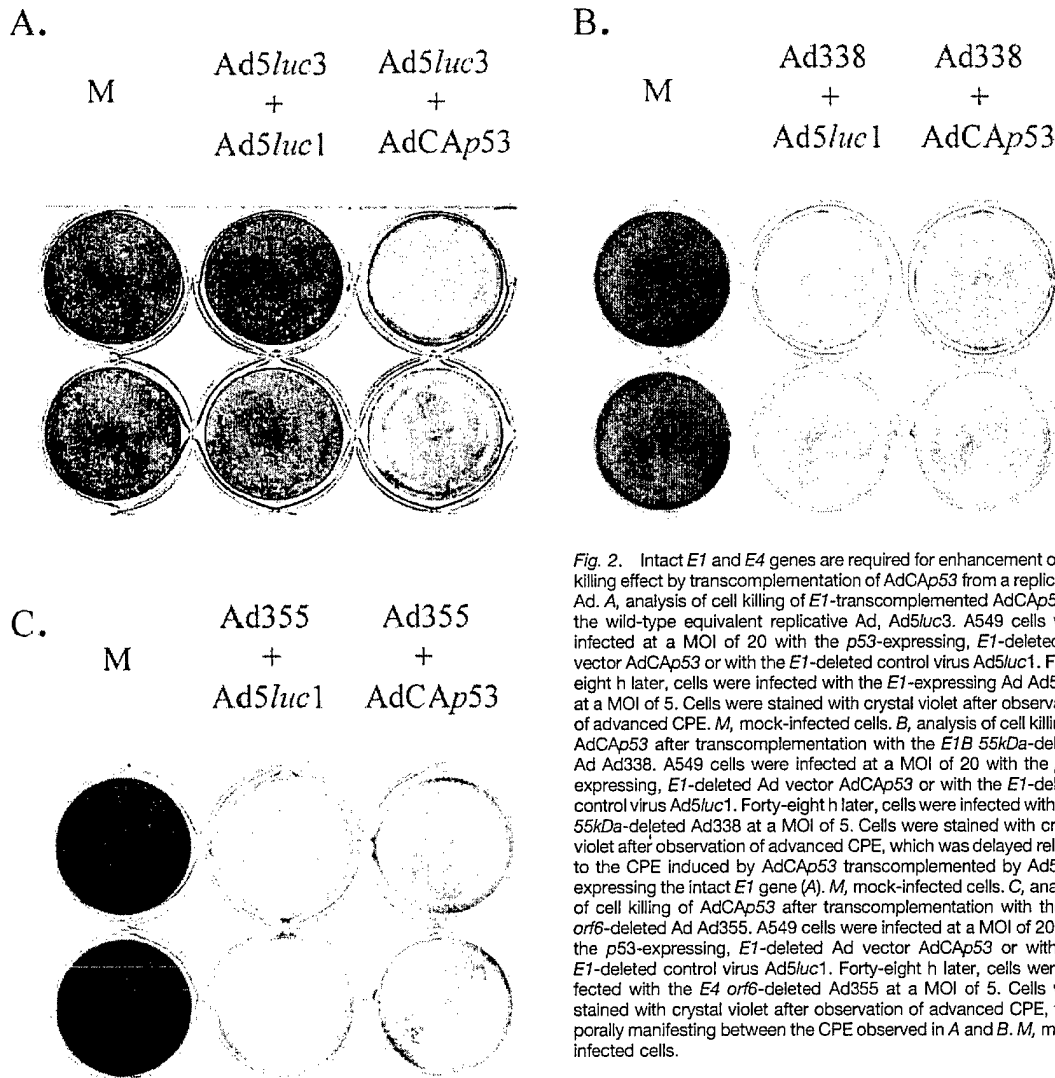 A.
M
Ad5luc3
+
Ad5luc1
Ad5luc3
+
AdCAp53
B.
M
Ad338
+
Ad5luc1
Ad338
+
AdCAp53
C.
M
Ad355
+
Ad5luc1
Ad355
+
AdCAp53
Fig. 2. Intact E1 and E4 genes are required for enhancement o
killing effect by transcomplementation of AdCAp53 from a replic
Ad. A, analysis of cell killing of E1-transcomplemented AdCAp5
the wild-type equivalent replicative Ad, Ad5luc3. A549 cells
infected at a MOI of 20 with the p53-expressing, E1-deleted
vector AdCAp53 or with the E1-deleted control virus Ad5luc1. F
eight h later, cells were infected with the E1-expressing Ad Ad5
at a MOI of 5. Cells were stained with crystal violet after observa
of advanced CPE. M, mock-infected cells. B, analysis of cell killin
AdCAp53 after transcomplementation with the E1B 55kDa-del
Ad Ad338. A549 cells were infected at a MOI of 20 with the
expressing, E1-deleted Ad vector AdCAp53 or with the E1-del
control virus Ad5luc1. Forty-eight h later, cells were infected with
55kDa-deleted Ad338 at a MOI of 5. Cells were stained with cr
violet after observation of advanced CPE, which was delayed rel
to the CPE induced by AdCAp53 transcomplemented by Ad5
expressing the intact E1 gene (A). M, mock-infected cells. C, ana
of cell killing of AdCAp53 after transcomplementation with th
orf6-deleted Ad Ad355. A549 cells were infected at a MOI of 20
the p53-expressing, E1-deleted Ad vector AdCAp53 or with
E1-deleted control virus Ad5luc1. Forty-eight h later, cells wer
fected with the E4 orf6-deleted Ad355 at a MOI of 5. Cells
stained with crystal violet after observation of advanced CPE,
porally manifesting between the CPE observed in A and B. M, m
infected cells.